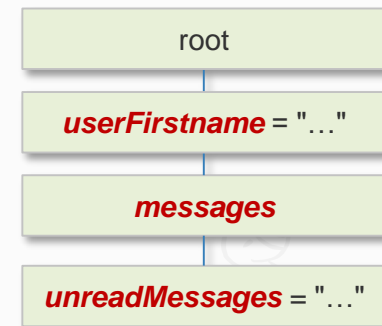 root
userFirstname = "…"
messages
unreadMessages = "…"